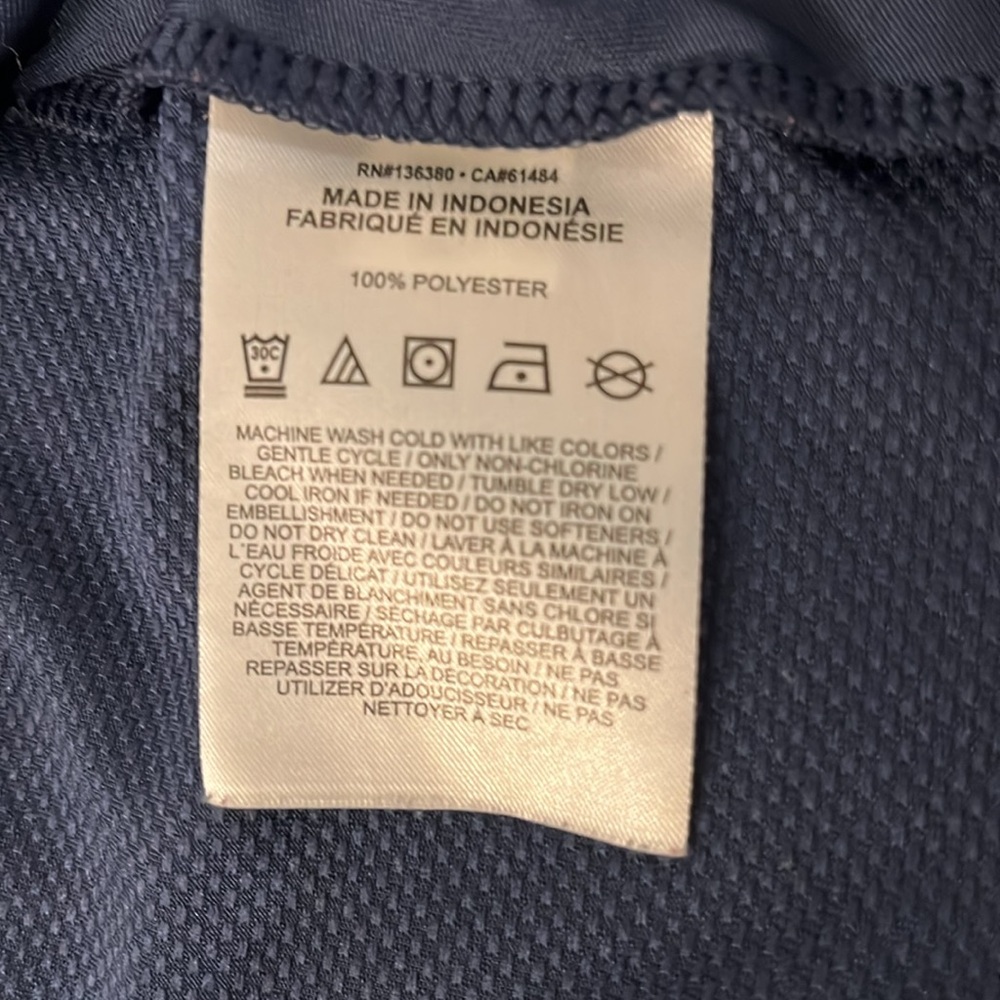 RN#136380 • CA#61484
MADE IN INDONESIA
FABRIQUÉ EN INDONÉSIE
100% POLYESTER
30C
MACHINE WASH COLD WITH LIKE COLORS /
GENTLE CYCLE / ONLY NON-CHLORINE
BLEACH WHEN NEEDED / TUMBLE DRY LOW /
COOL IRON IF NEEDED / DO NOT IRON ON
EMBELLISHMENT / DO NOT USE SOFTENERS /
DO NOT DRY CLEAN / LAVER À LA MACHINE À
L'EAU FROIDE AVEC COULEURS SIMILAIRES /
CYCLE DÉLICAT / UTILISEZ SEULEMENT UN
AGENT DE BLANCHIMENT SANS CHLORE SI
NÉCESSAIRE / SÉCHAGE PAR CULBUTAGE À
BASSE TEMPÉRATURE / REPASSER À BASSE
TEMPÉRATURE, AU BESOIN / NE PAS
REPASSER SUR LA DÉCORATION / NE PAS
UTILIZER D'ADOUCISSEUR / NE PAS
NETTOYER À SEC